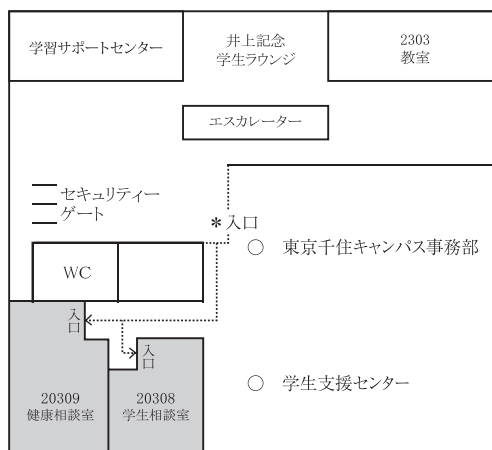 学習サポートセンター
井上記念
学生ラウンジ
2303
教室
エスカレーター
セキュリティー
ゲート
＊入口
○ 東京千住キャンパス事務部
WC
入口
入口
20309
健康相談室
20308
学生相談室
○ 学生支援センター